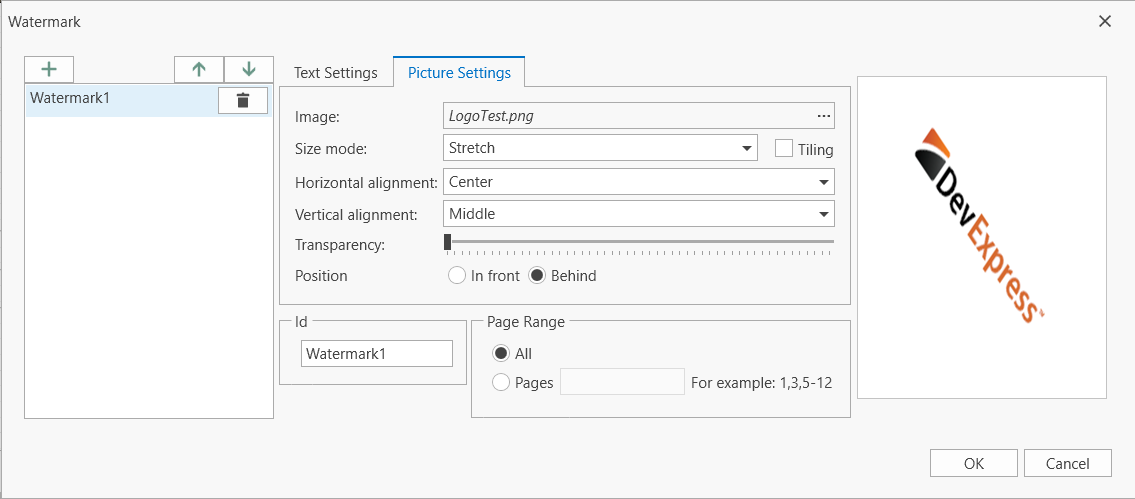 Watermark
Watermark1
Text Settings
Picture Settings
Image:
LogoTest.png
...
Size mode:
Stretch
Tiling
Horizontal alignment:
Center
Vertical alignment:
Middle
Transparency:
Position
In front
Behind
Id
Watermark1
Page Range
All
Pages
For example: 1,3,5-12
DevExpress™
OK
Cancel